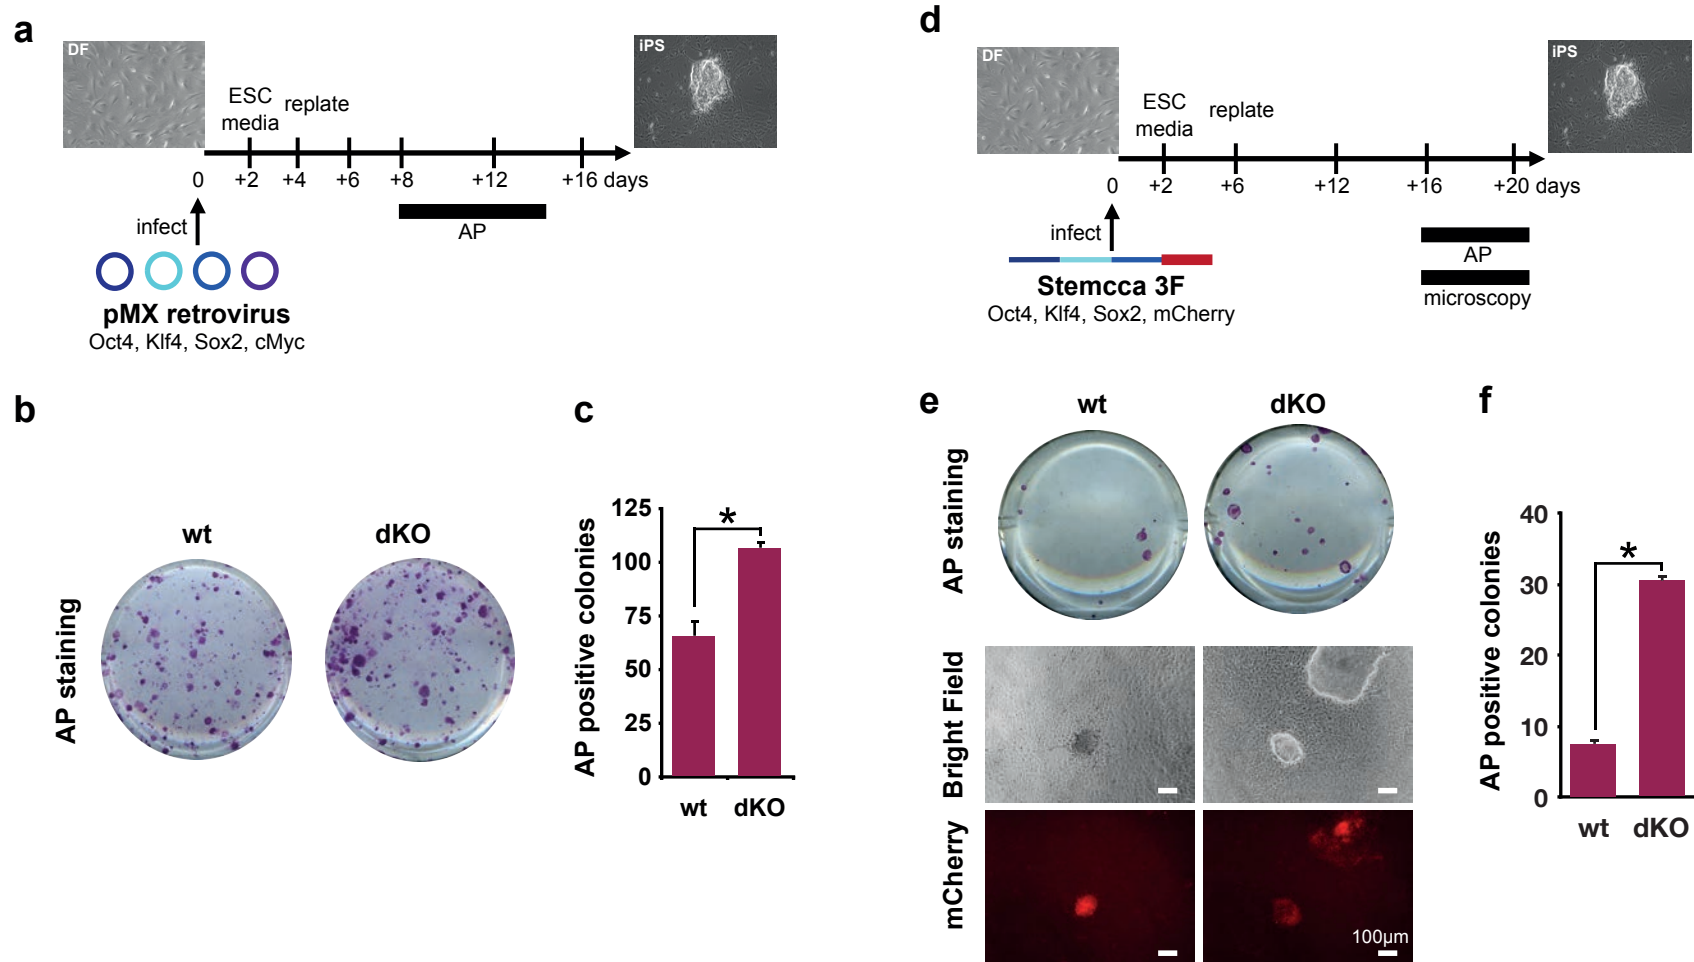 a
DF
iPS
ESC
media
replate
0 +2 +4 +6 +8 +12 +16 days
infect
AP
pMX retrovirus
Oct4, Klf4, Sox2, cMyc
d
DF
iPS
ESC
media
replate
0 +2 +6 +12 +16 +20 days
infect
AP
microscopy
Stemcca 3F
Oct4, Klf4, Sox2, mCherry
b
wt dKO
AP staining
c
AP positive colonies
125
100
75
50
25
0
*
wt dKO
e
wt dKO
AP staining
Bright Field
mCherry
100µm
f
AP positive colonies
40
30
20
10
0
*
wt dKO